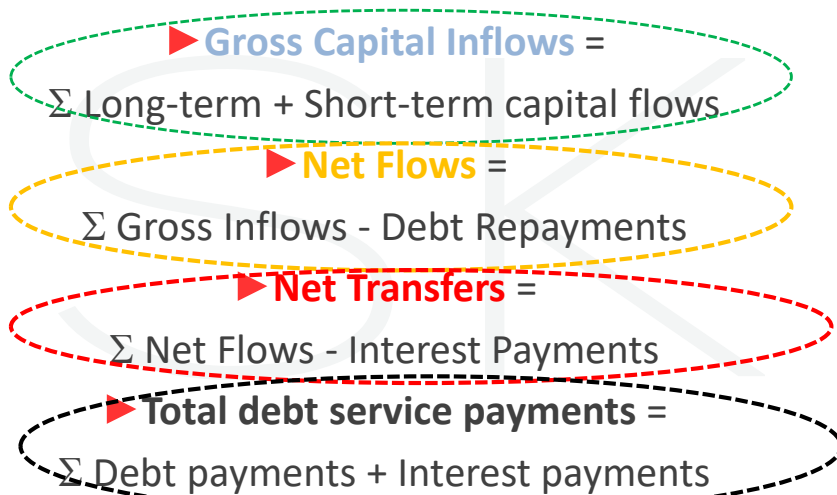 ▶Gross Capital Inflows =
Σ Long-term + Short-term capital flows
▶Net Flows =
Σ Gross Inflows - Debt Repayments
▶Net Transfers =
Σ Net Flows - Interest Payments
▶Total debt service payments =
Σ Debt payments + Interest payments
SK